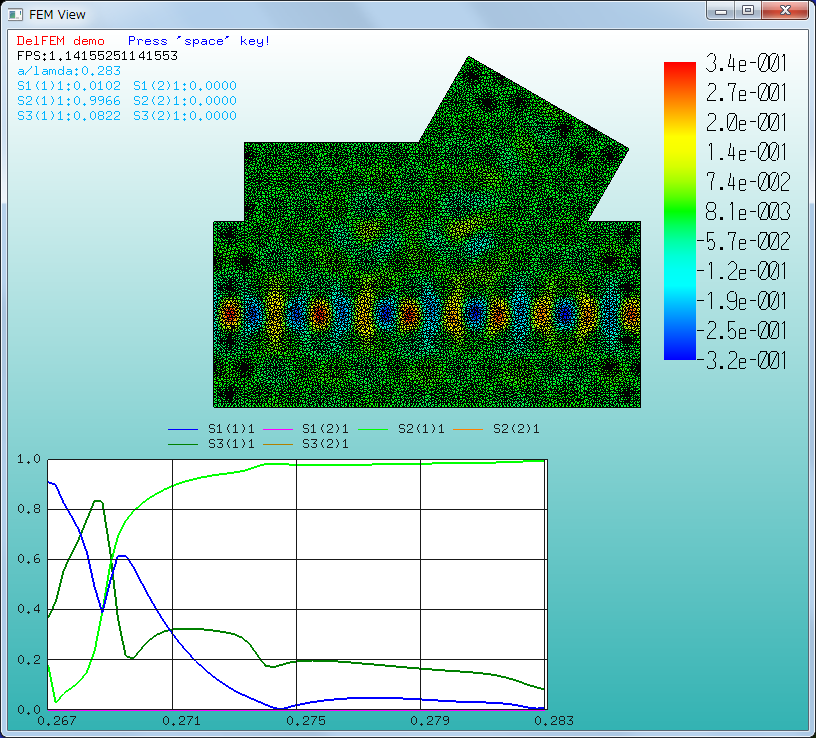 FEM View
DelFEM demo Press "space" key!
FPS:1.14155251141553
a/lamda:0.283
S1(1)1:0.0102 S1(2)1:0.0000
S2(1)1:0.9966 S2(2)1:0.0000
S3(1)1:0.0822 S3(2)1:0.0000
3.4e-001
2.7e-001
2.0e-001
1.4e-001
7.4e-002
8.1e-003
-5.7e-002
-1.2e-001
-1.9e-001
-2.5e-001
-3.2e-001
S1(1)1 S1(2)1 S2(1)1 S2(2)1
S3(1)1 S3(2)1
1.0
0.8
0.6
0.4
0.2
0.0
0.267 0.271 0.275 0.279 0.283